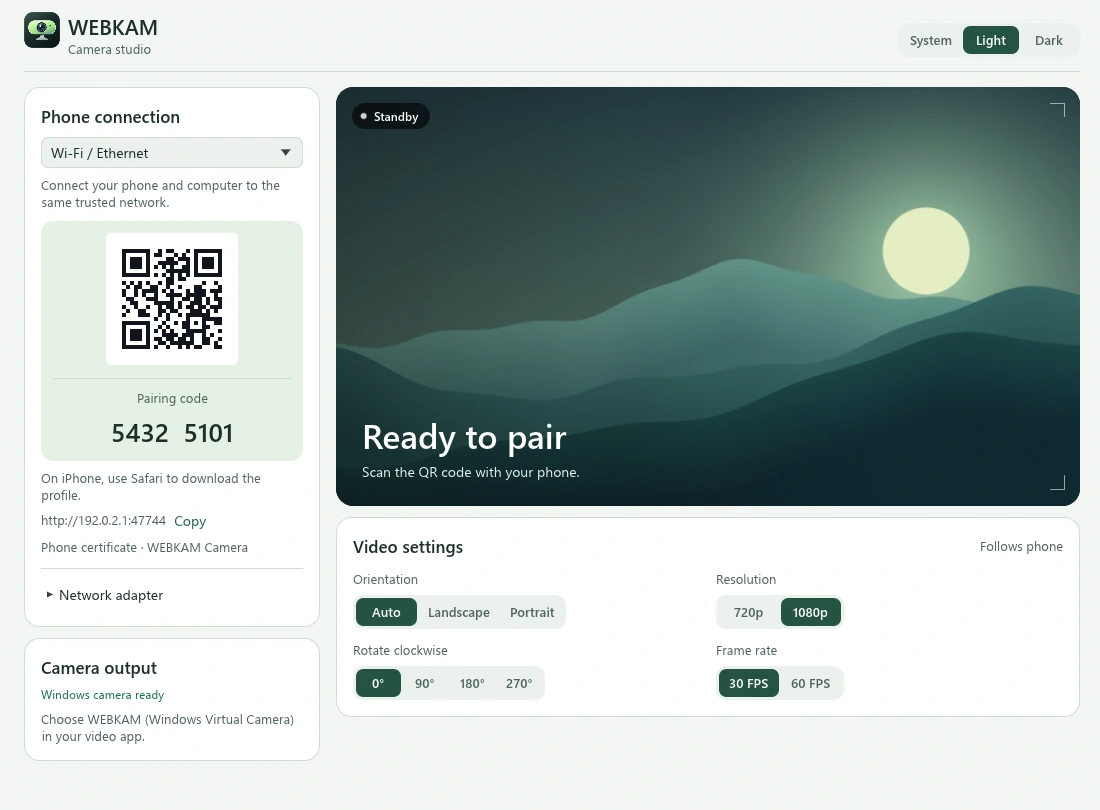 WEBKAM
Camera studio
System
Light
Dark
Phone connection
Wi-Fi / Ethernet
Connect your phone and computer to the
same trusted network.
Pairing code
5432 5101
On iPhone, use Safari to download the
profile.
http://192.0.2.1:47744 Copy
Phone certificate · WEBKAM Camera
Network adapter
Camera output
Windows camera ready
Choose WEBKAM (Windows Virtual Camera)
in your video app.
Standby
Ready to pair
Scan the QR code with your phone.
Video settings
Follows phone
Orientation
Auto
Landscape
Portrait
Resolution
720p
1080p
Rotate clockwise
0°
90°
180°
270°
Frame rate
30 FPS
60 FPS